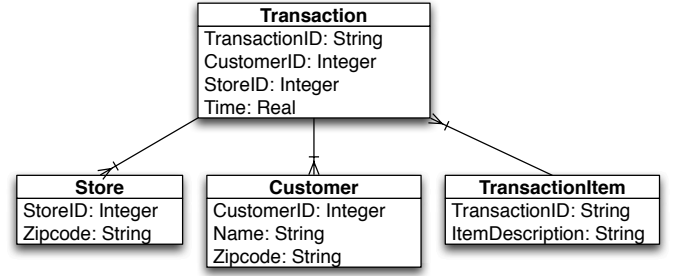 Transaction
TransactionID: String
CustomerID: Integer
StoreID: Integer
Time: Real
Store
StoreID: Integer
Zipcode: String
Customer
CustomerID: Integer
Name: String
Zipcode: String
TransactionItem
TransactionID: String
ItemDescription: String